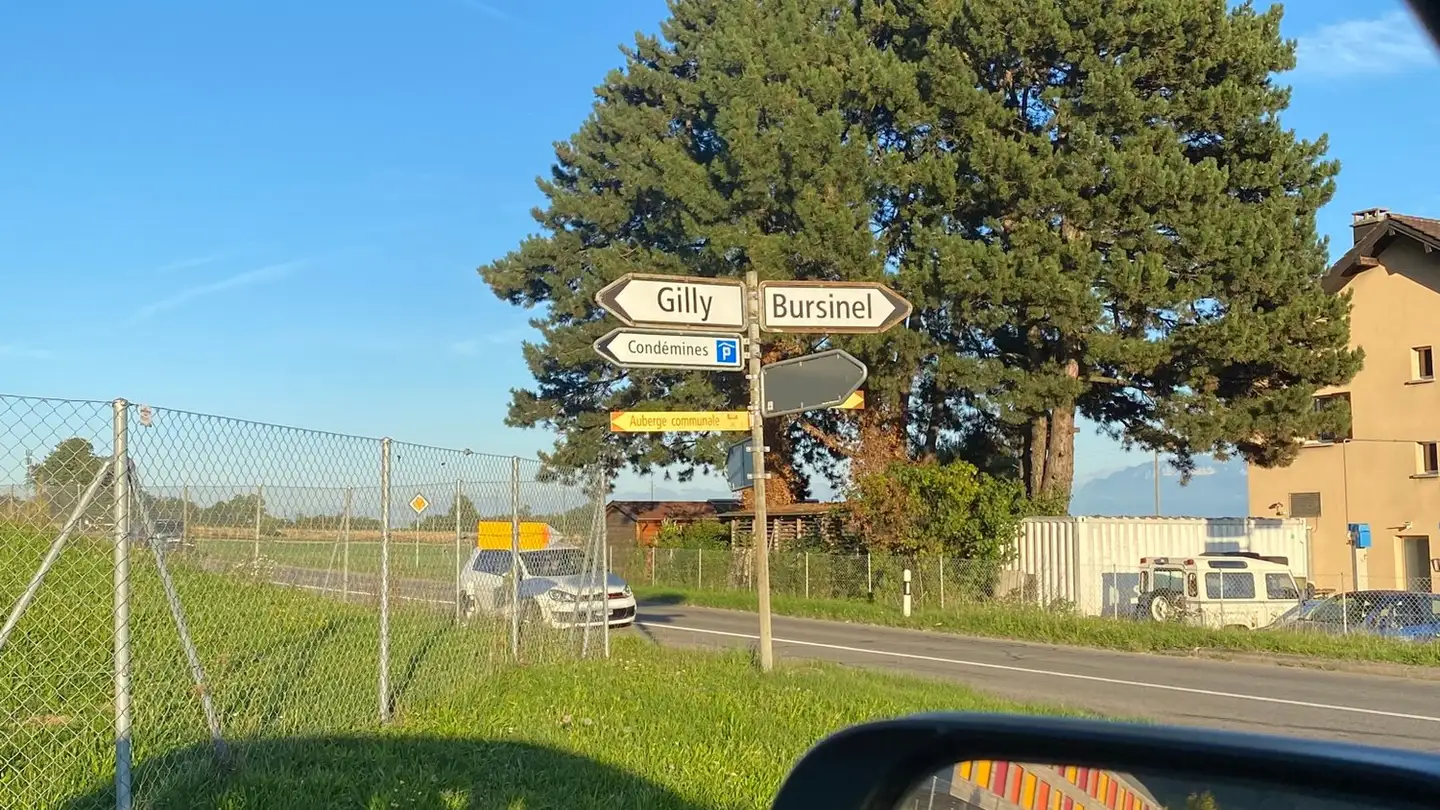 Gilly
Bursinel
Condémines P
Auberge communale